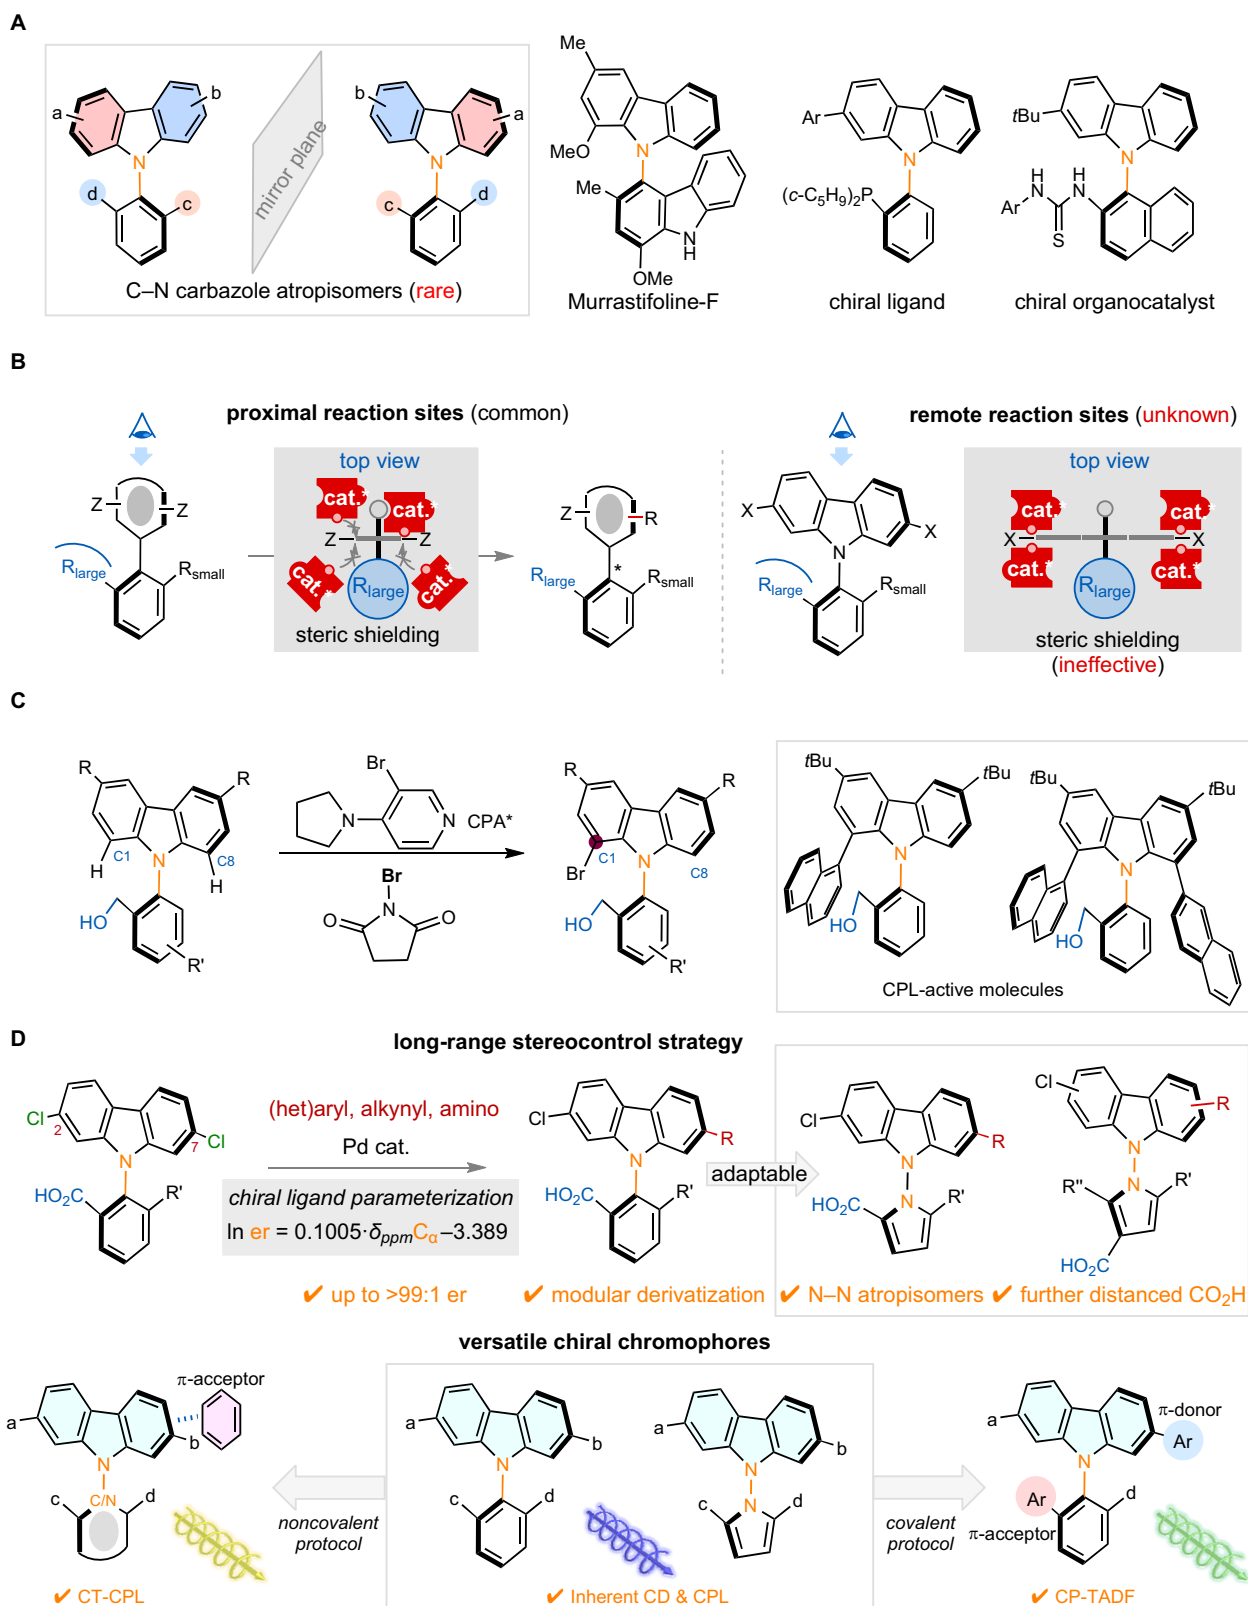 A
a
b
b
a
N
N
mirror plane
d
c
c
d
C–N carbazole atropisomers (rare)
Me
N
MeO
Me
N
H
OMe
Murrastifoline-F
Ar
N
(c-C5H9)2P
chiral ligand
tBu
N
H
N
H
N
Ar
S
chiral organocatalyst
B
proximal reaction sites (common)
remote reaction sites (unknown)
Z
Z
Rlarge
Rsmall
top view
cat.*
cat.*
Z
Z
cat.*
cat.*
Rlarge
steric shielding
Z
R
*
Rlarge
Rsmall
X
X
N
Rlarge
Rsmall
top view
cat.*
cat.*
X
X
cat.*
cat.*
Rlarge
steric shielding
(ineffective)
C
R
R
C1
C8
H
N
H
HO
R'
Br
N
N
CPA*
Br
N
O
O
R
R
C1
Br
N
C8
HO
R'
tBu
tBu
N
HO
tBu
tBu
N
HO
CPL-active molecules
D
long-range stereocontrol strategy
Cl
2
7
Cl
N
HO2C
R'
(het)aryl, alkynyl, amino
Pd cat.
chiral ligand parameterization
ln er = 0.1005·δppmCα–3.389
Cl
R
N
HO2C
R'
adaptable
Cl
R
N
N
HO2C
R'
Cl
R
N
N
R''
R'
HO2C
✔ up to >99:1 er
✔ modular derivatization
✔ N–N atropisomers
✔ further distanced CO2H
versatile chiral chromophores
π-acceptor
a
b
N
C/N
c
d
noncovalent
protocol
✔ CT-CPL
a
b
N
c
d
a
b
N
N
c
d
✔ Inherent CD & CPL
covalent
protocol
a
π-donor
Ar
N
Ar
d
π-acceptor
✔ CP-TADF